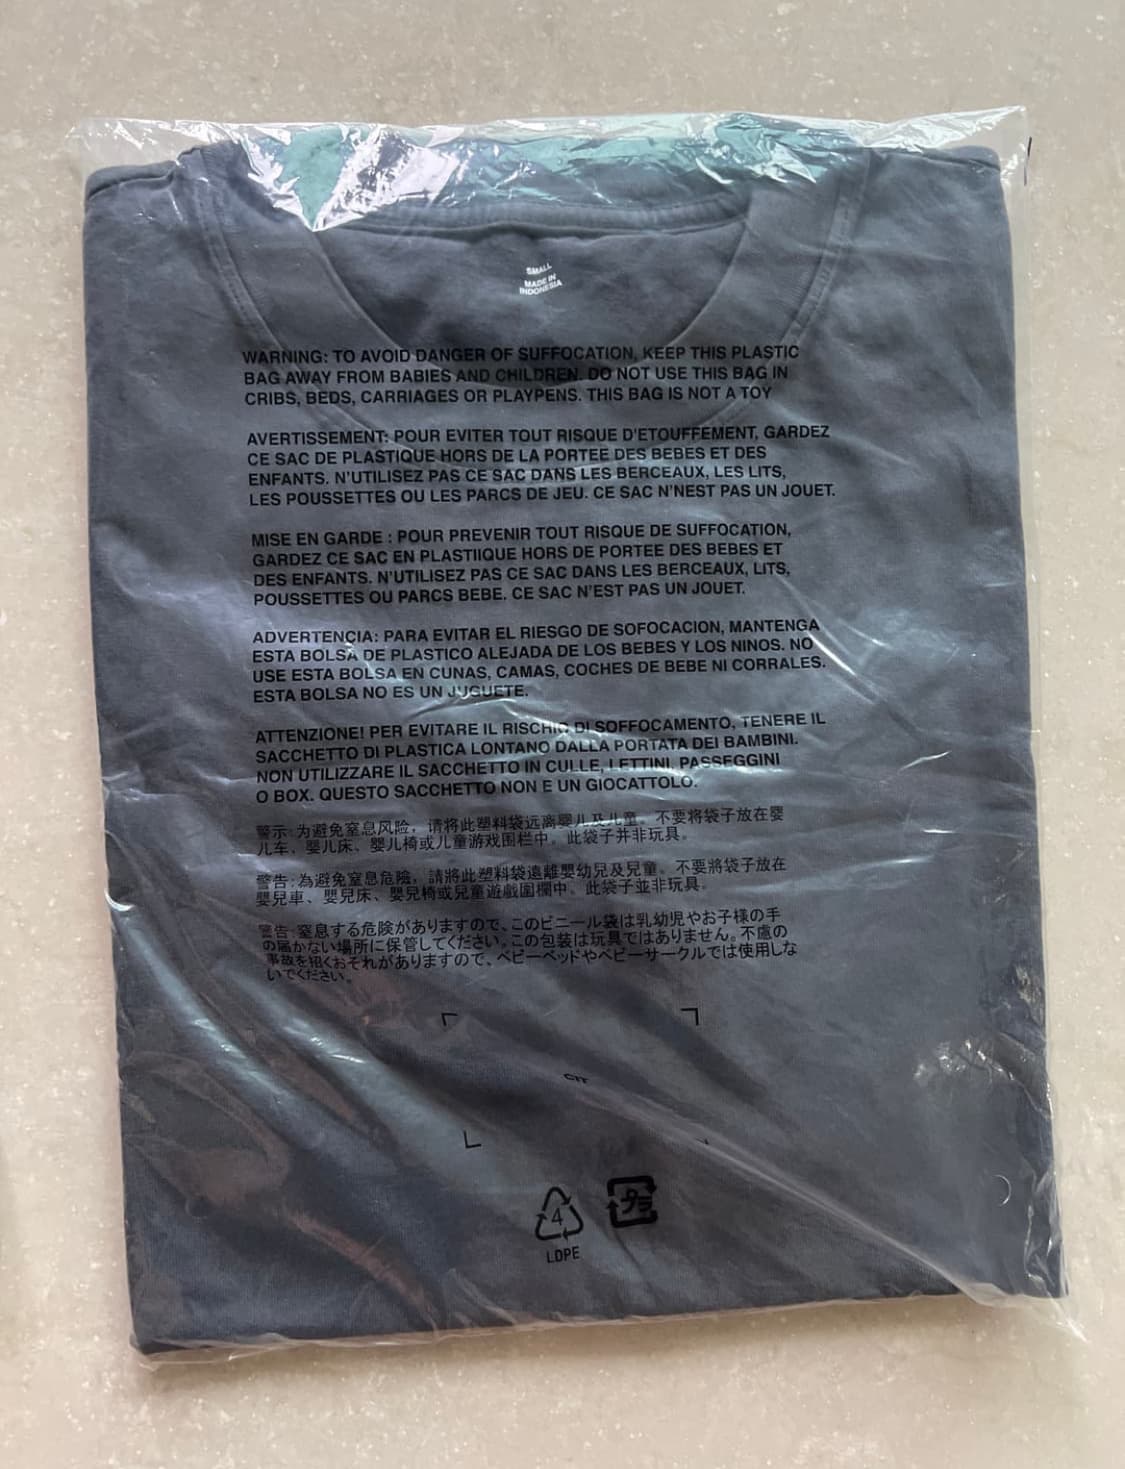 SMALL
MADE IN
INDONESIA
WARNING: TO AVOID DANGER OF SUFFOCATION, KEEP THIS PLASTIC
BAG AWAY FROM BABIES AND CHILDREN. DO NOT USE THIS BAG IN
CRIBS, BEDS, CARRIAGES OR PLAYPENS. THIS BAG IS NOT A TOY
AVERTISSEMENT: POUR EVITER TOUT RISQUE D'ETOUFFEMENT, GARDEZ
CE SAC DE PLASTIQUE HORS DE LA PORTEE DES BEBES ET DES
ENFANTS. N'UTILISEZ PAS CE SAC DANS LES BERCEAUX, LES LITS,
LES POUSSETTES OU LES PARCS DE JEU. CE SAC N'NEST PAS UN JOUET.
MISE EN GARDE : POUR PREVENIR TOUT RISQUE DE SUFFOCATION,
GARDEZ CE SAC EN PLASTIIQUE HORS DE PORTEE DES BEBES ET
DES ENFANTS. N'UTILISEZ PAS CE SAC DANS LES BERCEAUX, LITS,
POUSSETTES OU PARCS BEBE. CE SAC N'EST PAS UN JOUET.
ADVERTENCIA: PARA EVITAR EL RIESGO DE SOFOCACION, MANTENGA
ESTA BOLSA DE PLASTICO ALEJADA DE LOS BEBES Y LOS NINOS. NO
USE ESTA BOLSA EN CUNAS, CAMAS, COCHES DE BEBE NI CORRALES.
ESTA BOLSA NO ES UN JUGUETE.
ATTENZIONE! PER EVITARE IL RISCHIO DI SOFFOCAMENTO, TENERE IL
SACCHETTO DI PLASTICA LONTANO DALLA PORTATA DEI BAMBINI.
NON UTILIZZARE IL SACCHETTO IN CULLE, LETTINI, PASSEGGINI
O BOX. QUESTO SACCHETTO NON E UN GIOCATTOLO.
警示:为避免窒息风险，请将此塑料袋远离婴儿及儿童。不要将袋子放在婴
儿车、婴儿床、婴儿椅或儿童游戏围栏中。此袋子并非玩具。
警告:為避免窒息危險，請將此塑料袋遠離嬰幼兒及兒童。不要將袋子放在
嬰兒車、嬰兒床、嬰兒椅或兒童遊戲圍欄中。此袋子並非玩具。
警告:窒息する危険がありますので、このビニール袋は乳幼児やお子様の手
の届かない場所に保管してください。この包装は玩具ではありません。不慮の
事故を招くおそれがありますので、ベビーベッドやベビーサークルでは使用しな
いでください。
4
プラ
LDPE